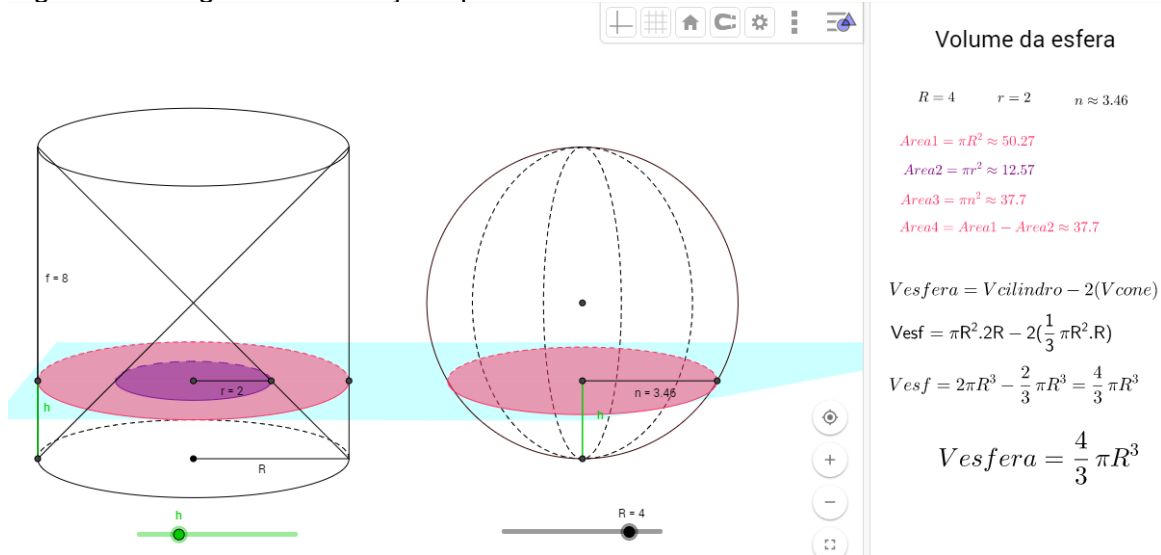 Volume da esfera
R = 4 r = 2 n ≈ 3.46
Area1 = πR² ≈ 50.27
Area2 = πr² ≈ 12.57
Area3 = πn² ≈ 37.7
Area4 = Area1 − Area2 ≈ 37.7
Vesfera = Vcilindro − 2(Vcone)
Vesf = πR².2R − 2(1/3 πR².R)
Vesf = 2πR³ − 2/3 πR³ = 4/3 πR³
Vesfera = 4/3 πR³
f = 8
r = 2
h
R
n = 3.46
h
h
R = 4